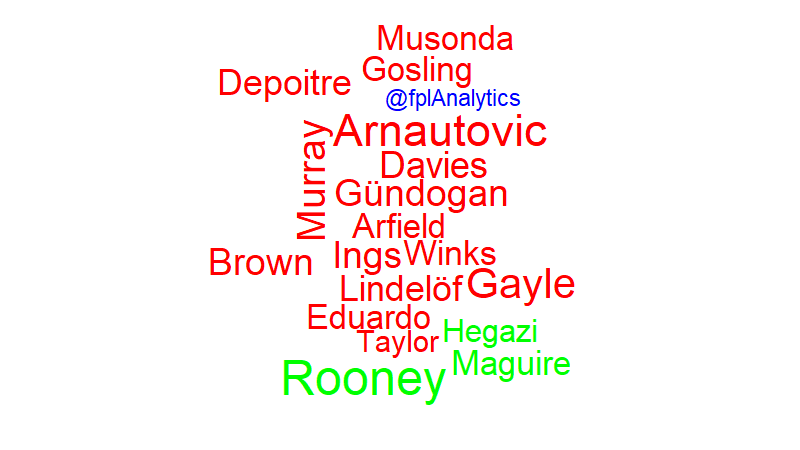 Musonda
Gosling
Depoitre
@fplAnalytics
Arnautovic
Murray
Davies
Gündogan
Arfield
Brown
Ings
Winks
Lindelöf
Gayle
Eduardo
Hegazi
Taylor
Maguire
Rooney